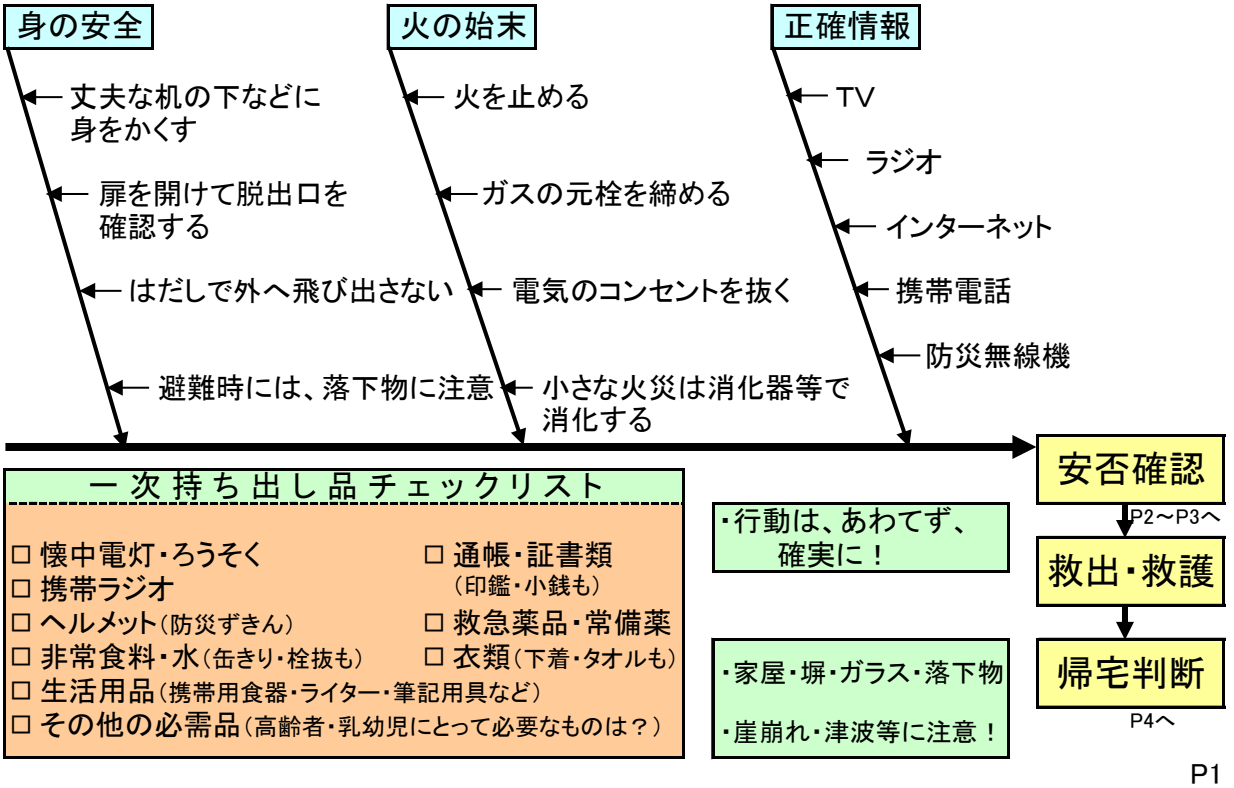 身の安全
丈夫な机の下などに
身をかくす
扉を開けて脱出口を
確認する
はだしで外へ飛び出さない
避難時には、落下物に注意
火の始末
火を止める
ガスの元栓を締める
電気のコンセントを抜く
小さな火災は消化器等で
消化する
正確情報
TV
ラジオ
インターネット
携帯電話
防災無線機
安否確認
P2～P3へ
救出・救護
帰宅判断
P4へ
一次持ち出し品チェックリスト
□ 懐中電灯・ろうそく
□ 携帯ラジオ
□ ヘルメット（防災ずきん）
□ 非常食料・水（缶きり・栓抜も）
□ 通帳・証書類
（印鑑・小銭も）
□ 救急薬品・常備薬
□ 衣類（下着・タオルも）
□ 生活用品（携帯用食器・ライター・筆記用具など）
□ その他の必需品（高齢者・乳幼児にとって必要なものは？）
・行動は、あわてず、
確実に！
・家屋・塀・ガラス・落下物
・崖崩れ・津波等に注意！
P1